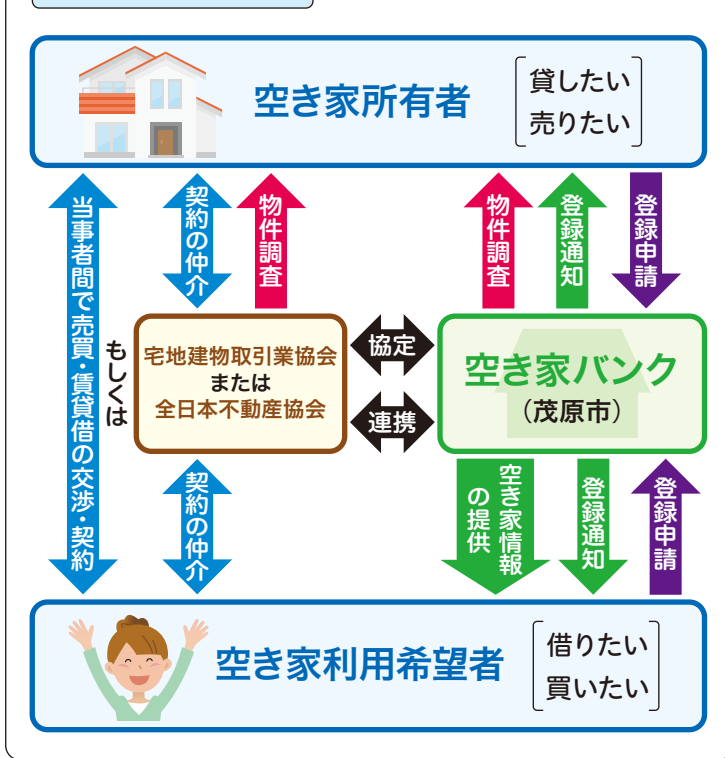 空き家所有者
貸したい
売りたい
当事者間で売買・賃貸借の交渉・契約
契約の仲介
物件調査
物件調査
登録通知
登録申請
もしくは
宅地建物取引業協会
または
全日本不動産協会
協定
連携
空き家バンク
（茂原市）
契約の仲介
空き家情報
の提供
登録通知
登録申請
空き家利用希望者
借りたい
買いたい